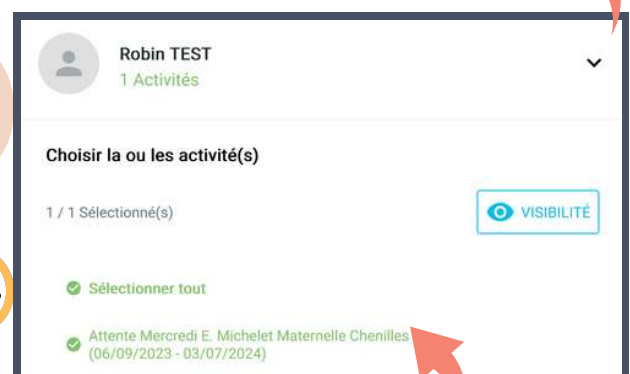 Robin TEST
1 Activités
Choisir la ou les activité(s)
1 / 1 Sélectionné(s)
VISIBILITÉ
Sélectionner tout
Attente Mercredi E. Michelet Maternelle Chenilles
(06/09/2023 - 03/07/2024)